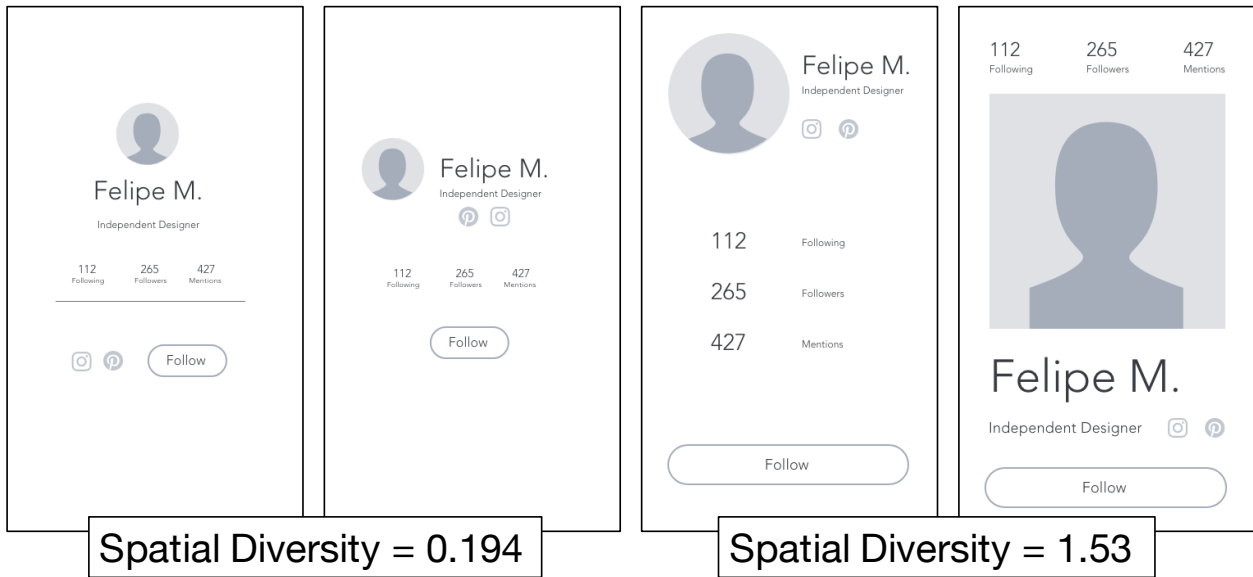 Felipe M.
Independent Designer
112 265 427
Following Followers Mentions
Follow
Felipe M.
Independent Designer
112 265 427
Following Followers Mentions
Follow
Spatial Diversity = 0.194
Felipe M.
Independent Designer
112 Following
265 Followers
427 Mentions
Follow
112 265 427
Following Followers Mentions
Felipe M.
Independent Designer
Follow
Spatial Diversity = 1.53